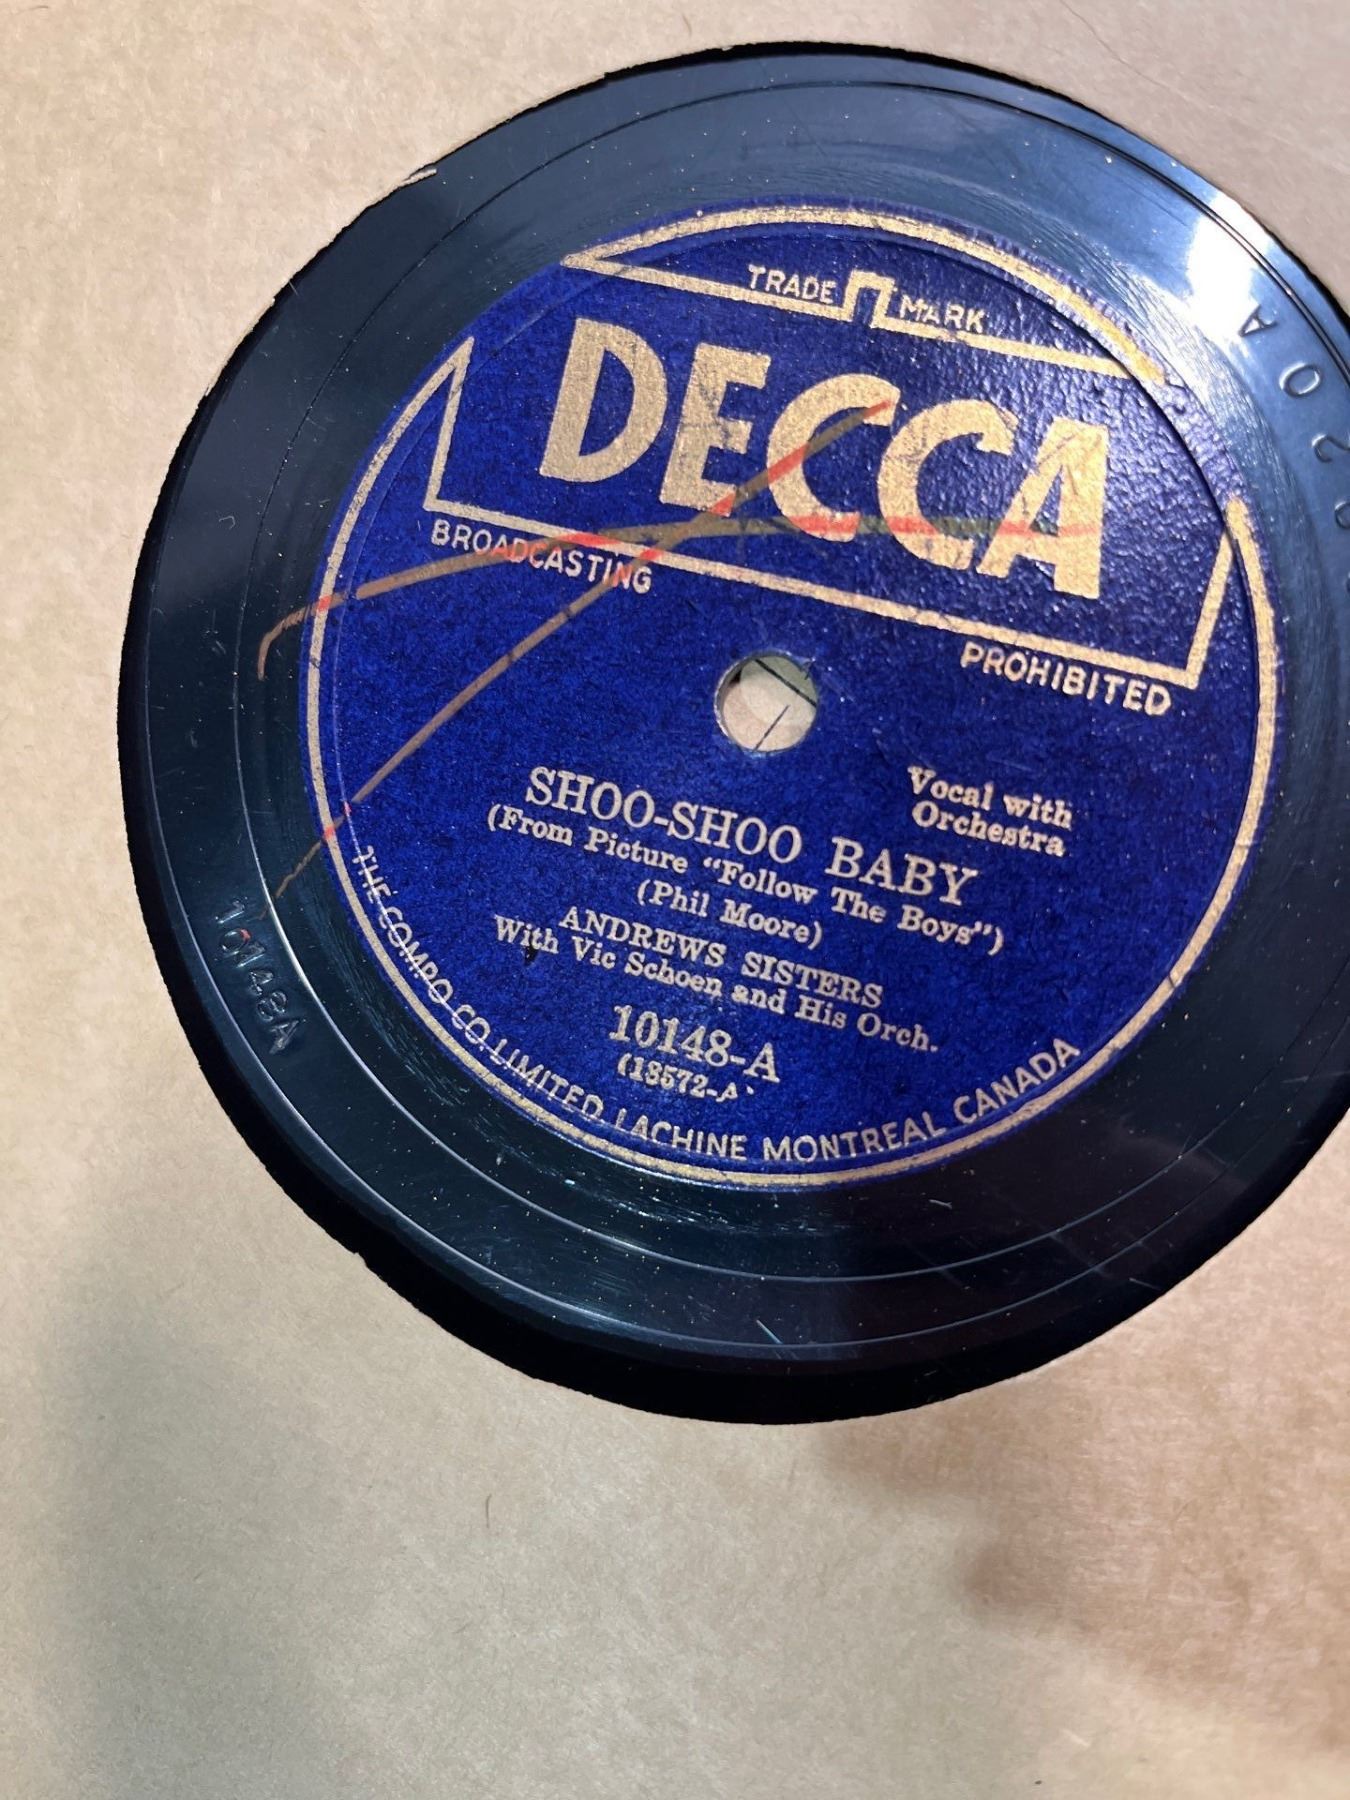 TRADE MARK
DECCA
BROADCASTING PROHIBITED
Vocal with
Orchestra
SHOO-SHOO BABY
(From Picture "Follow The Boys")
(Phil Moore)
ANDREWS SISTERS
With Vic Schoen and His Orch.
10148-A
(18572-A
THE COMPO CO. LIMITED LACHINE MONTREAL CANADA
10148A